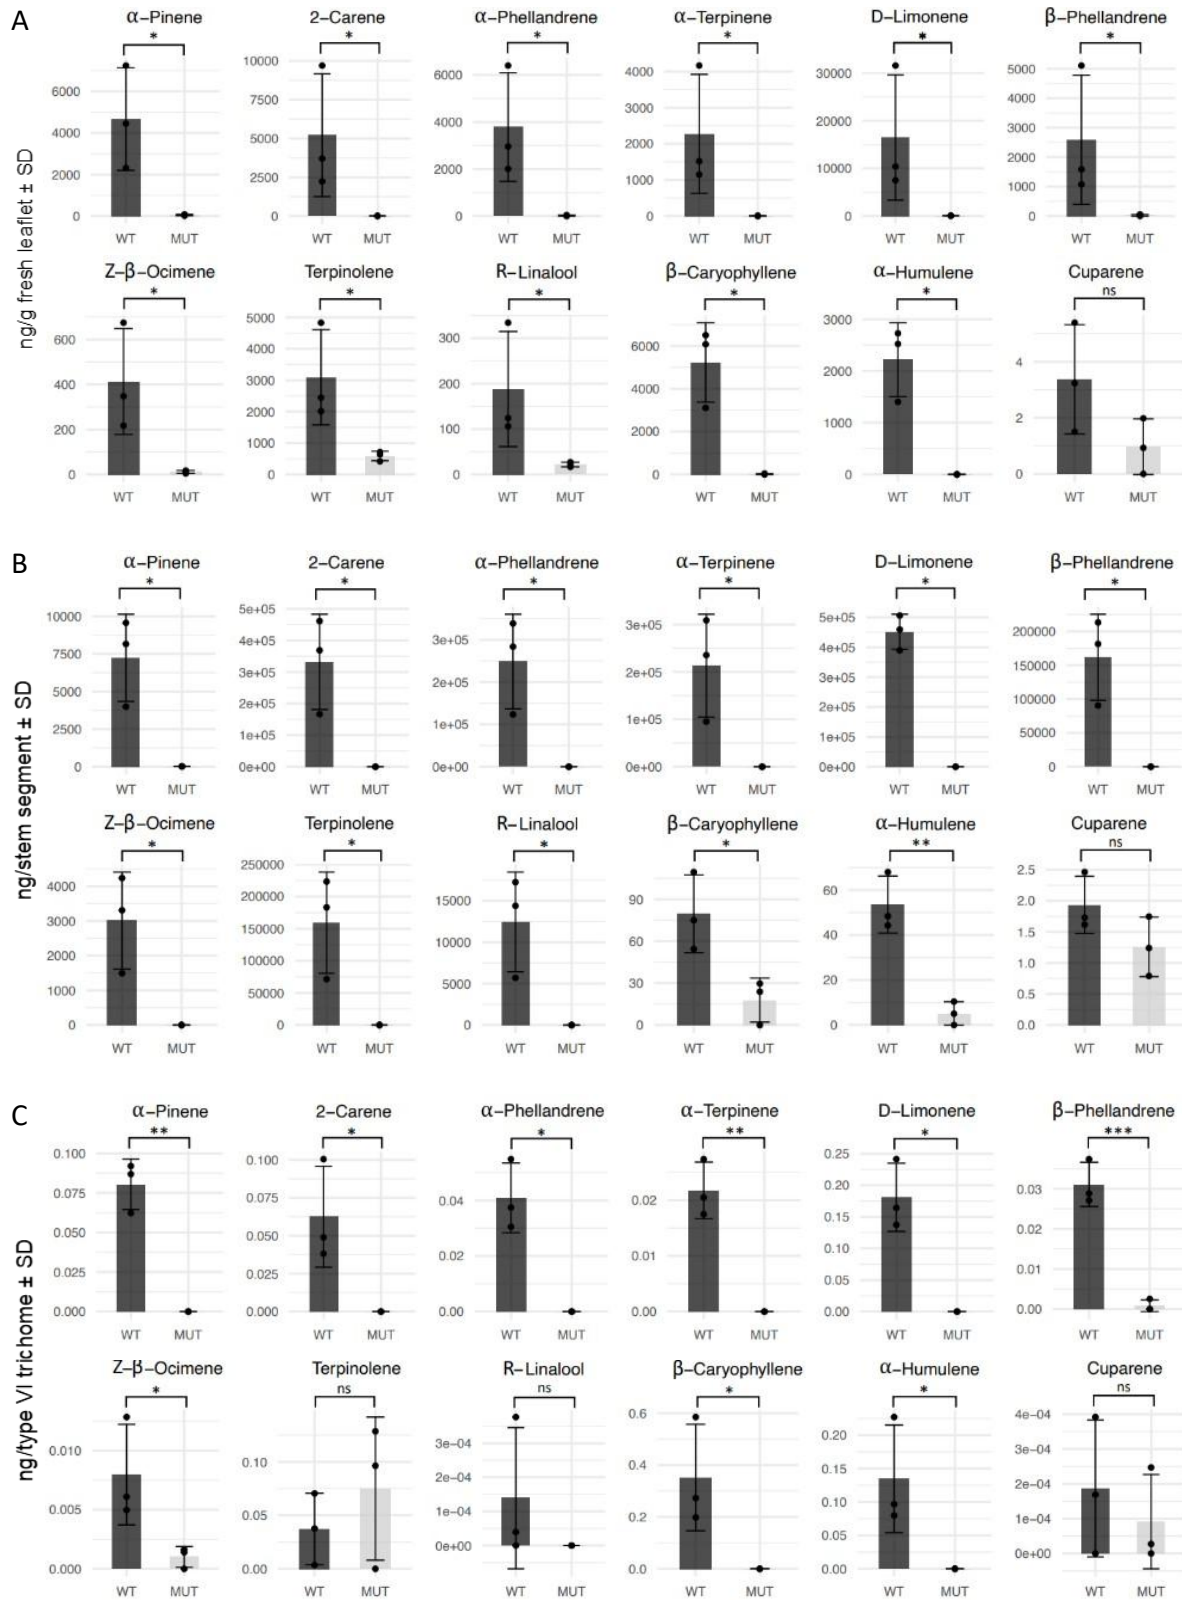 A
α−Pinene 2−Carene α−Phellandrene α−Terpinene D−Limonene β−Phellandrene
* * * * * *
ng/g fresh leaflet ± SD
6000 4000 2000 0
10000 7500 5000 2500 0
6000 4000 2000 0
4000 3000 2000 1000 0
30000 20000 10000 0
5000 4000 3000 2000 1000 0
WT MUT WT MUT WT MUT WT MUT WT MUT WT MUT
Z−β−Ocimene Terpinolene R−Linalool β−Caryophyllene α−Humulene Cuparene
* * * * * ns
600 400 200 0
5000 4000 3000 2000 1000 0
300 200 100 0
6000 4000 2000 0
3000 2000 1000 0
4 2 0
WT MUT WT MUT WT MUT WT MUT WT MUT WT MUT
B
α−Pinene 2−Carene α−Phellandrene α−Terpinene D−Limonene β−Phellandrene
* * * * * *
ng/stem segment ± SD
10000 7500 5000 2500 0
5e+05 4e+05 3e+05 2e+05 1e+05 0e+00
3e+05 2e+05 1e+05 0e+00
3e+05 2e+05 1e+05 0e+00
5e+05 4e+05 3e+05 2e+05 1e+05 0e+00
200000 150000 100000 50000 0
WT MUT WT MUT WT MUT WT MUT WT MUT WT MUT
Z−β−Ocimene Terpinolene R−Linalool β−Caryophyllene α−Humulene Cuparene
* * * * ** ns
4000 3000 2000 1000 0
250000 200000 150000 100000 50000 0
15000 10000 5000 0
90 60 30 0
60 40 20 0
2.5 2.0 1.5 1.0 0.5 0.0
WT MUT WT MUT WT MUT WT MUT WT MUT WT MUT
C
α−Pinene 2−Carene α−Phellandrene α−Terpinene D−Limonene β−Phellandrene
** * * ** * ***
ng/type VI trichome ± SD
0.100 0.075 0.050 0.025 0.000
0.100 0.075 0.050 0.025 0.000
0.04 0.02 0.00
0.02 0.01 0.00
0.25 0.20 0.15 0.10 0.05 0.00
0.03 0.02 0.01 0.00
WT MUT WT MUT WT MUT WT MUT WT MUT WT MUT
Z−β−Ocimene Terpinolene R−Linalool β−Caryophyllene α−Humulene Cuparene
* ns ns * * ns
0.010 0.005 0.000
0.10 0.05 0.00
3e−04 2e−04 1e−04 0e+00
0.6 0.4 0.2 0.0
0.20 0.15 0.10 0.05 0.00
4e−04 3e−04 2e−04 1e−04 0e+00
WT MUT WT MUT WT MUT WT MUT WT MUT WT MUT